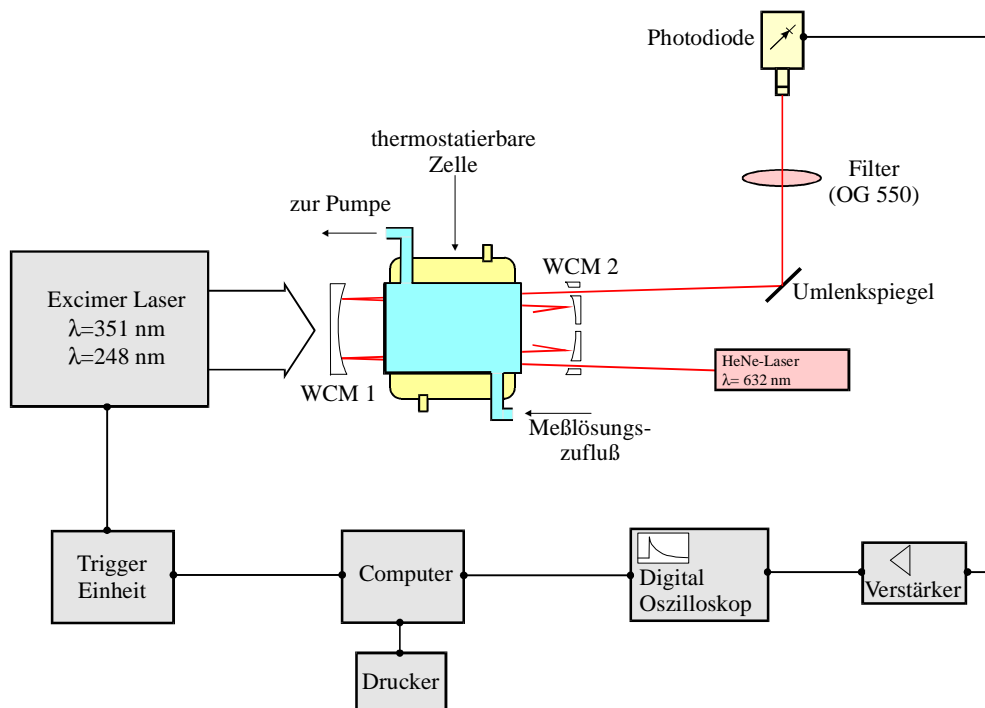 Photodiode
thermostatierbare
Zelle
Filter
(OG 550)
zur Pumpe
WCM 2
Excimer Laser
λ=351 nm
λ=248 nm
Umlenkspiegel
HeNe-Laser
λ= 632 nm
WCM 1
Meßlösungs-
zufluß
Trigger
Einheit
Computer
Digital
Oszilloskop
Verstärker
Drucker